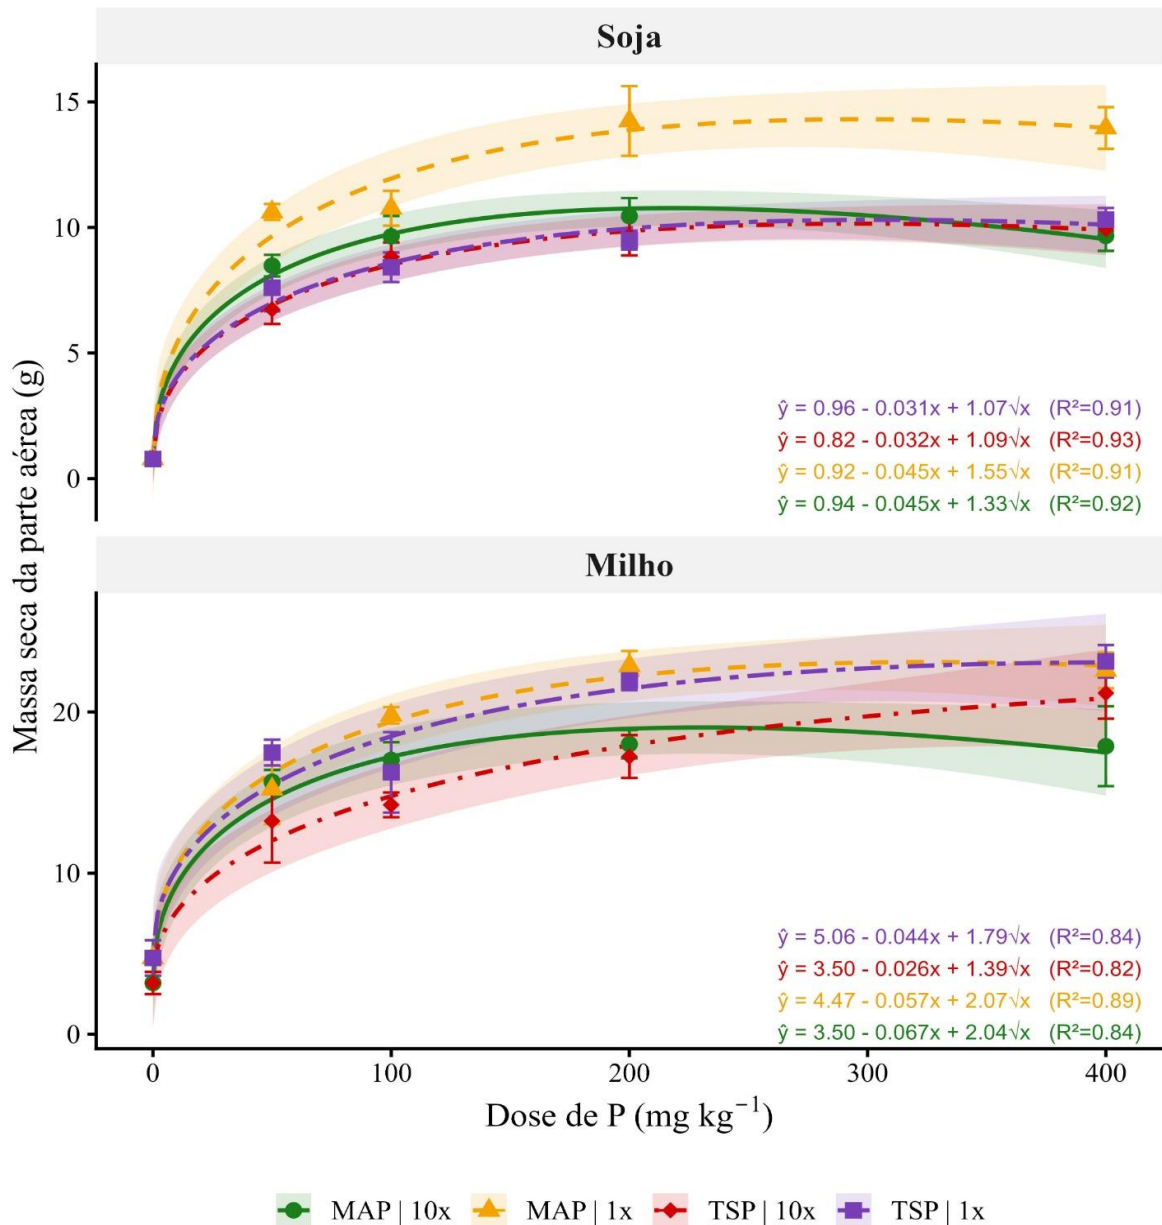 Soja
15
10
5
0
ŷ = 0.96 - 0.031x + 1.07√x (R²=0.91)
ŷ = 0.82 - 0.032x + 1.09√x (R²=0.93)
ŷ = 0.92 - 0.045x + 1.55√x (R²=0.91)
ŷ = 0.94 - 0.045x + 1.33√x (R²=0.92)
Massa seca da parte aérea (g)
Milho
20
10
0
ŷ = 5.06 - 0.044x + 1.79√x (R²=0.84)
ŷ = 3.50 - 0.026x + 1.39√x (R²=0.82)
ŷ = 4.47 - 0.057x + 2.07√x (R²=0.89)
ŷ = 3.50 - 0.067x + 2.04√x (R²=0.84)
0 100 200 300 400
Dose de P (mg kg⁻¹)
MAP | 10x MAP | 1x TSP | 10x TSP | 1x